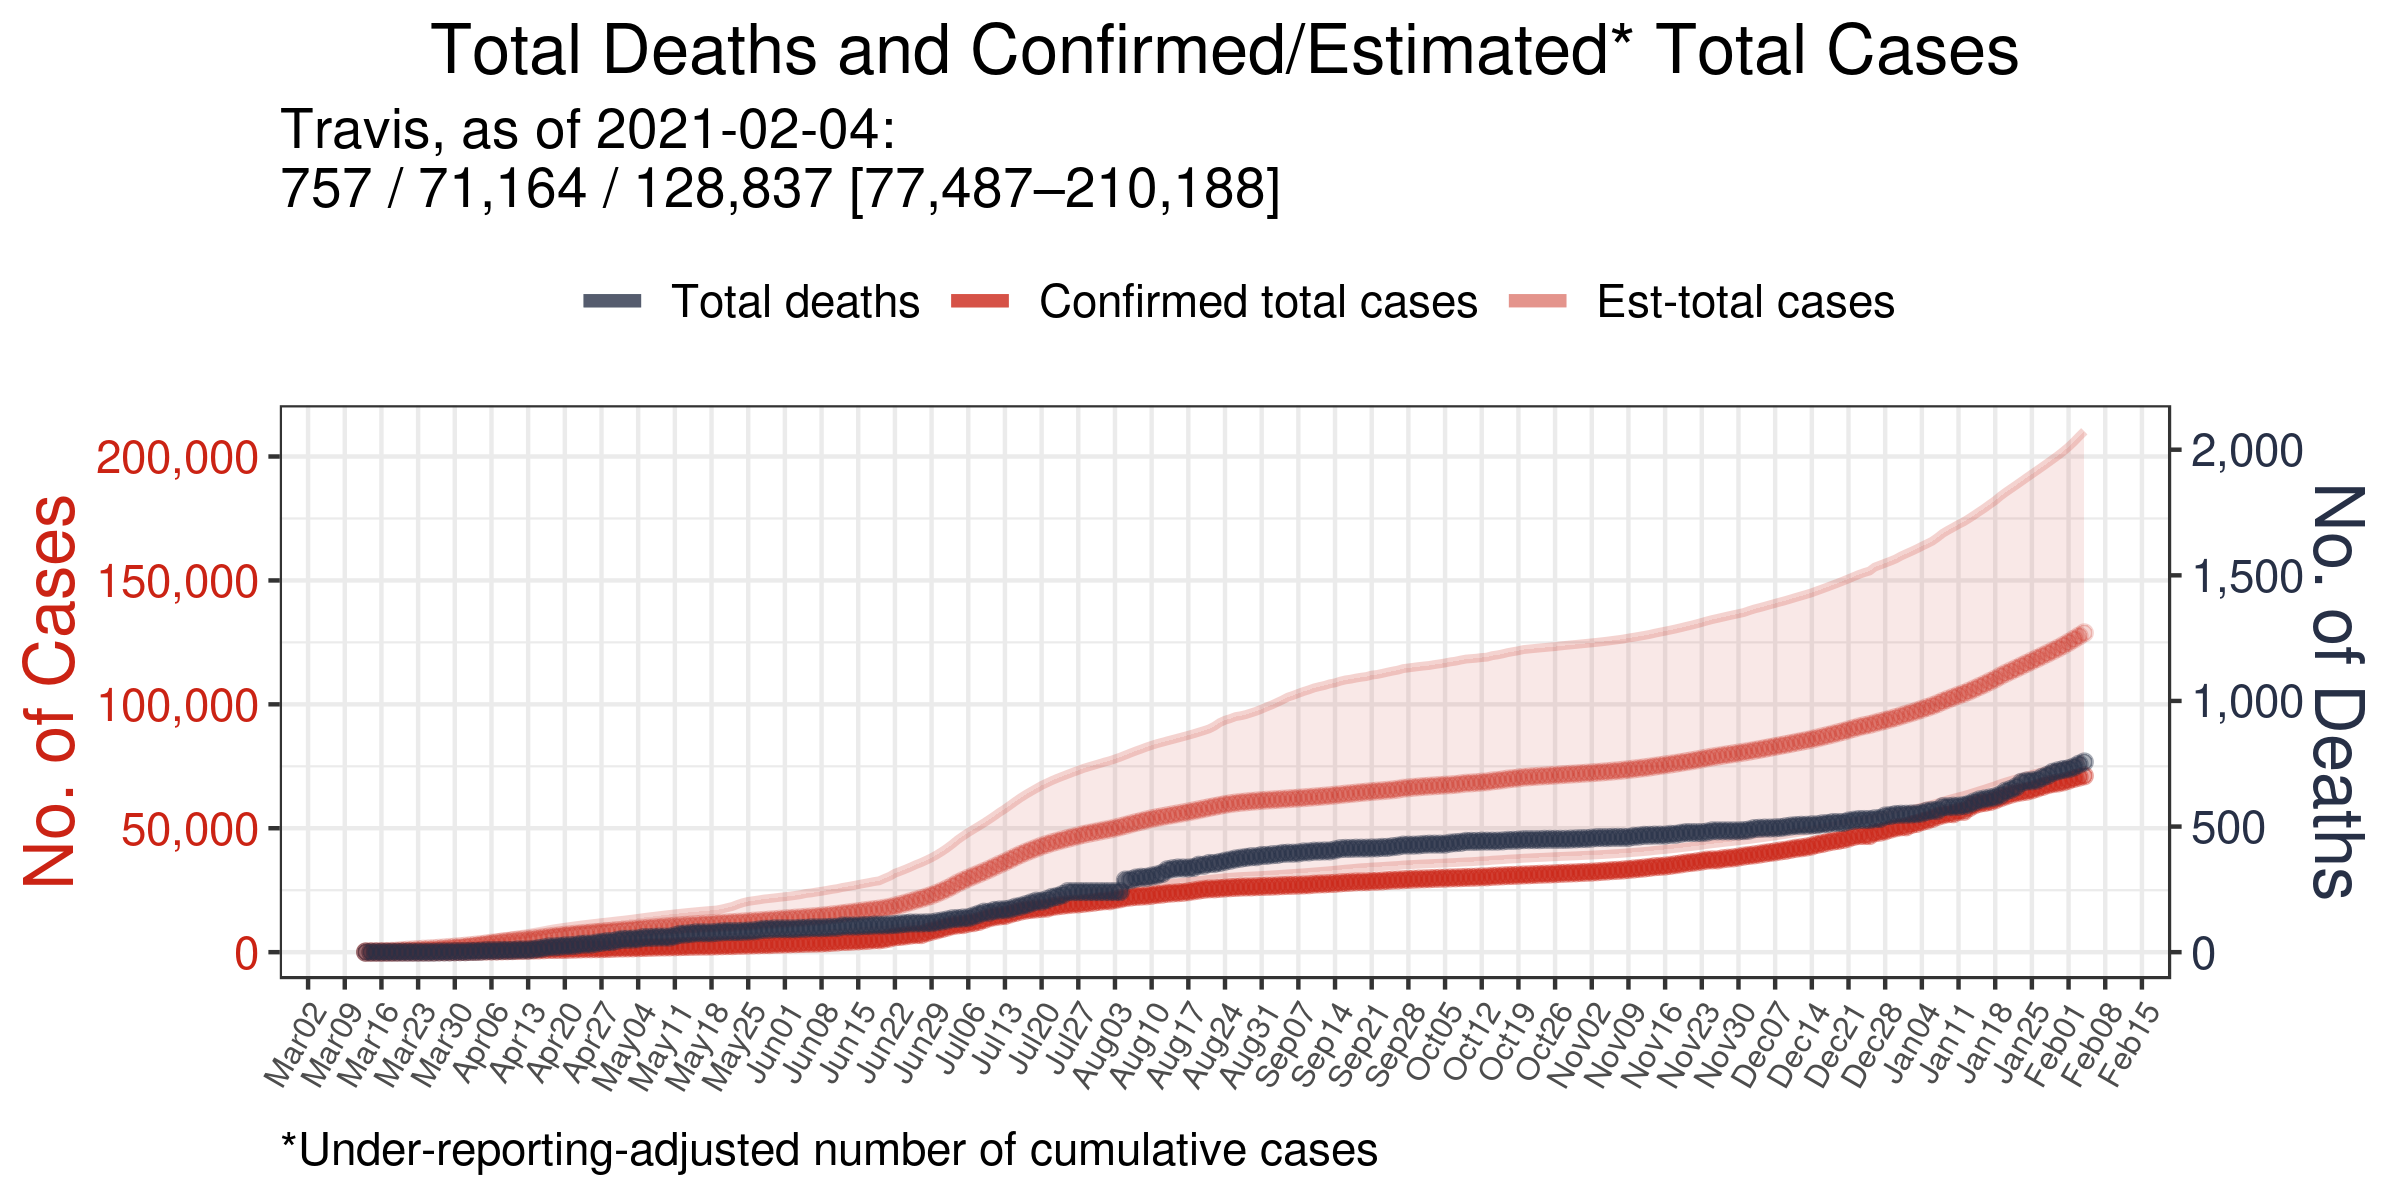 Total Deaths and Confirmed/Estimated* Total Cases
Travis, as of 2021-02-04:
757 / 71,164 / 128,837 [77,487–210,188]
Total deaths
Confirmed total cases
Est-total cases
No. of Cases
200,000
150,000
100,000
50,000
0
2,000
1,500
1,000
500
0
No. of Deaths
Mar02
Mar09
Mar16
Mar23
Mar30
Apr06
Apr13
Apr20
Apr27
May04
May11
May18
May25
Jun01
Jun08
Jun15
Jun22
Jun29
Jul06
Jul13
Jul20
Jul27
Aug03
Aug10
Aug17
Aug24
Aug31
Sep07
Sep14
Sep21
Sep28
Oct05
Oct12
Oct19
Oct26
Nov02
Nov09
Nov16
Nov23
Nov30
Dec07
Dec14
Dec21
Dec28
Jan04
Jan11
Jan18
Jan25
Feb01
Feb08
Feb15
*Under-reporting-adjusted number of cumulative cases